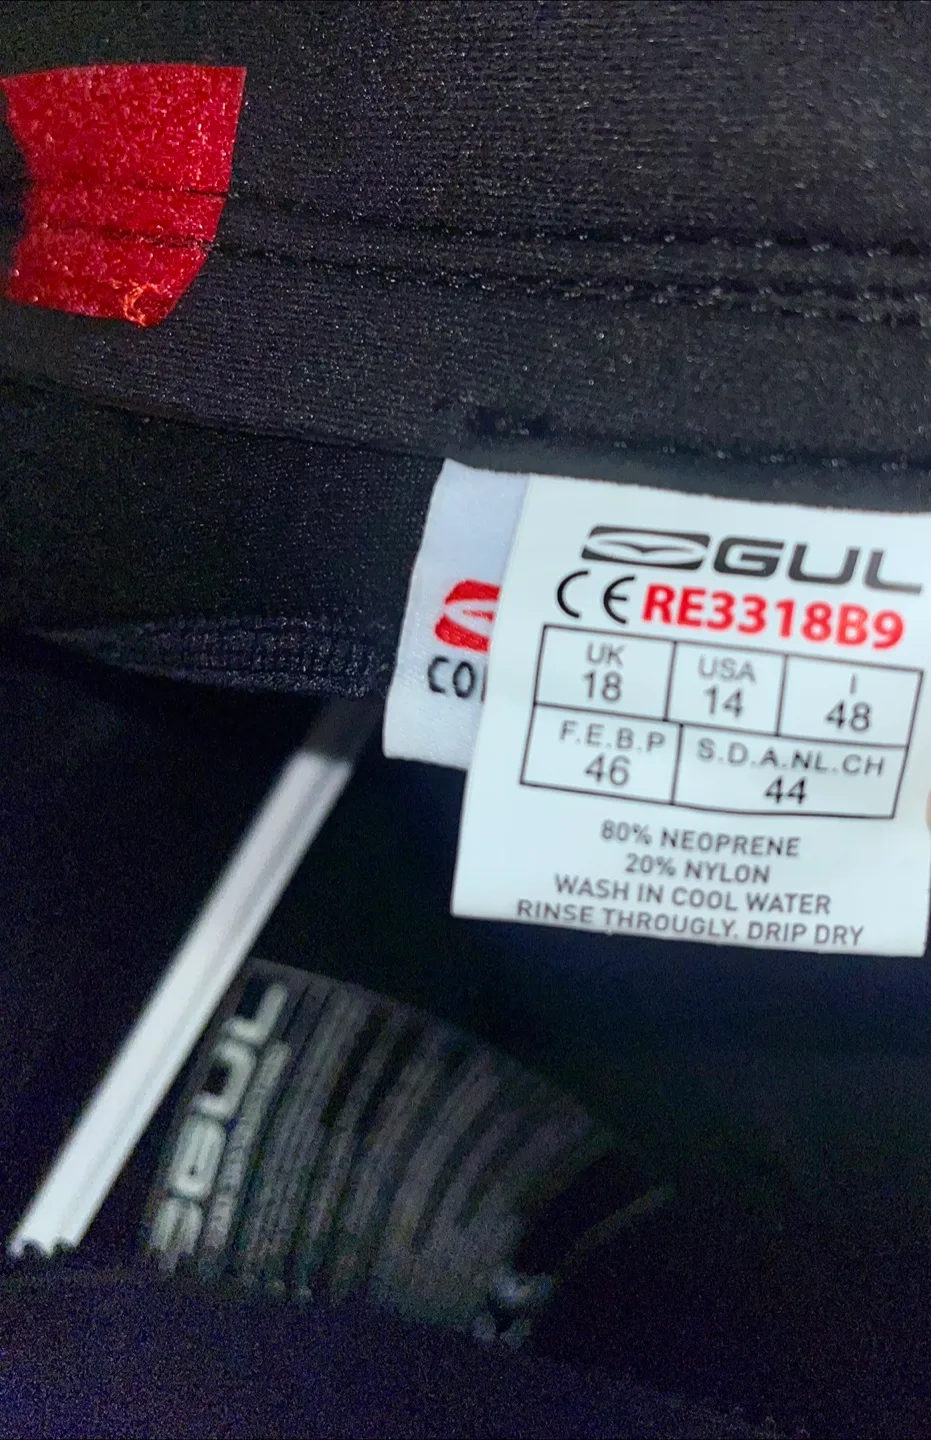 GUL
CE RE3318B9
UK USA I
18 14 48
F.E.B.P S.D.A.NL.CH
46 44
80% NEOPRENE
20% NYLON
WASH IN COOL WATER
RINSE THROUGLY. DRIP DRY
CO
GUL